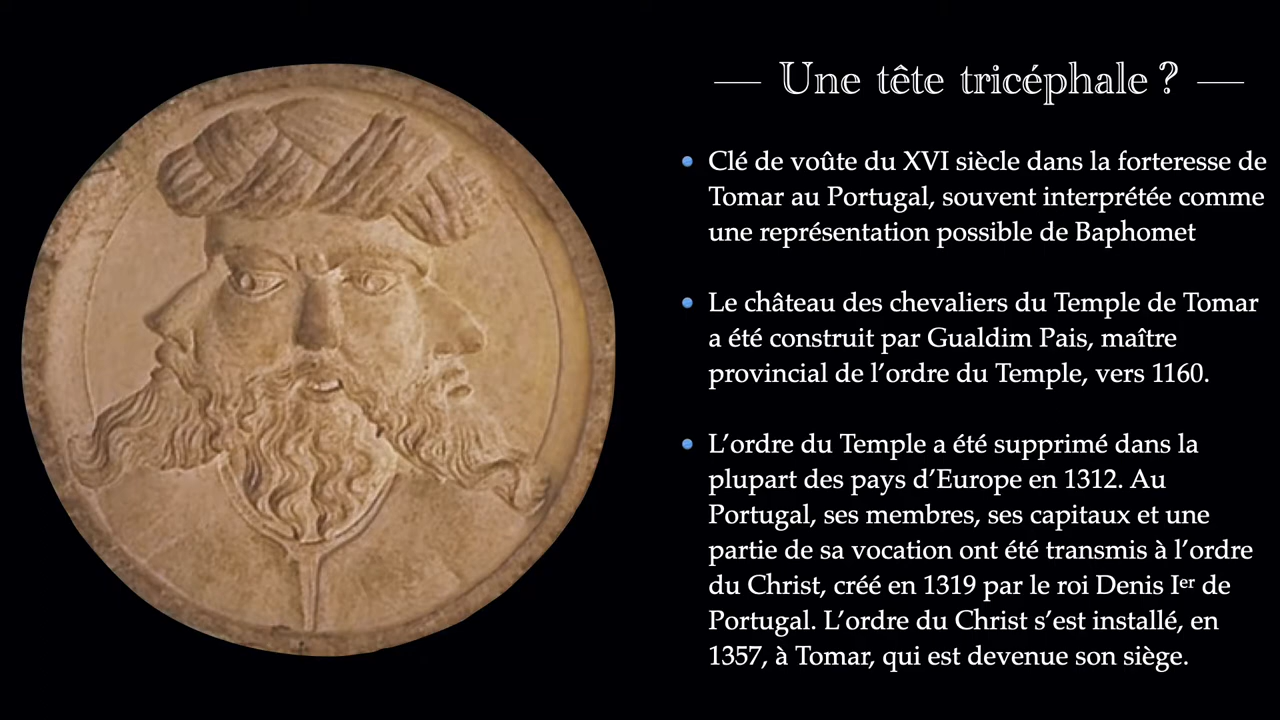 — Une tête tricéphale ? —
• Clé de voûte du XVI siècle dans la forteresse de
Tomar au Portugal, souvent interprétée comme
une représentation possible de Baphomet
• Le château des chevaliers du Temple de Tomar
a été construit par Gualdim Pais, maître
provincial de l’ordre du Temple, vers 1160.
• L’ordre du Temple a été supprimé dans la
plupart des pays d’Europe en 1312. Au
Portugal, ses membres, ses capitaux et une
partie de sa vocation ont été transmis à l’ordre
du Christ, créé en 1319 par le roi Denis Iᵉʳ de
Portugal. L’ordre du Christ s’est installé, en
1357, à Tomar, qui est devenue son siège.